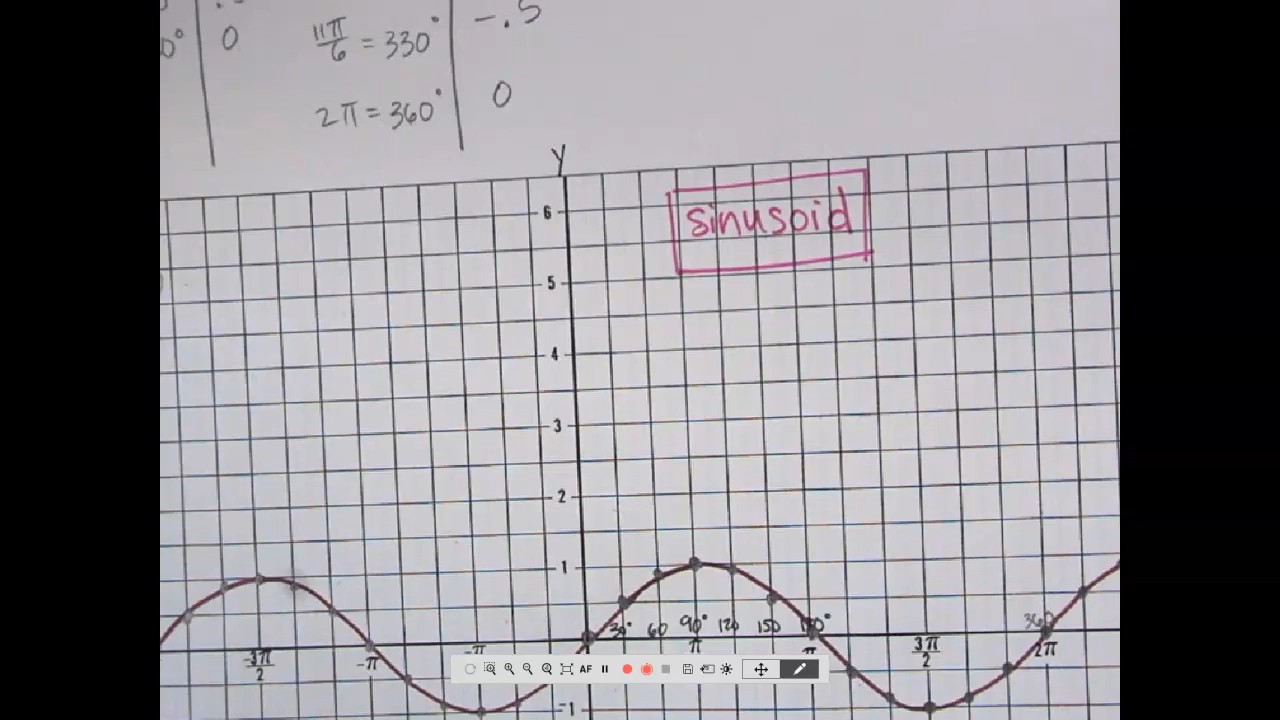 0° 0 11π/6 = 330° -.5
2π = 360° 0
y
sinusoid
6
5
4
3
2
1
30° 60 90° 120 150 180° 360
-3π/2 -π -π π π 3π/2 2π
AF
-1